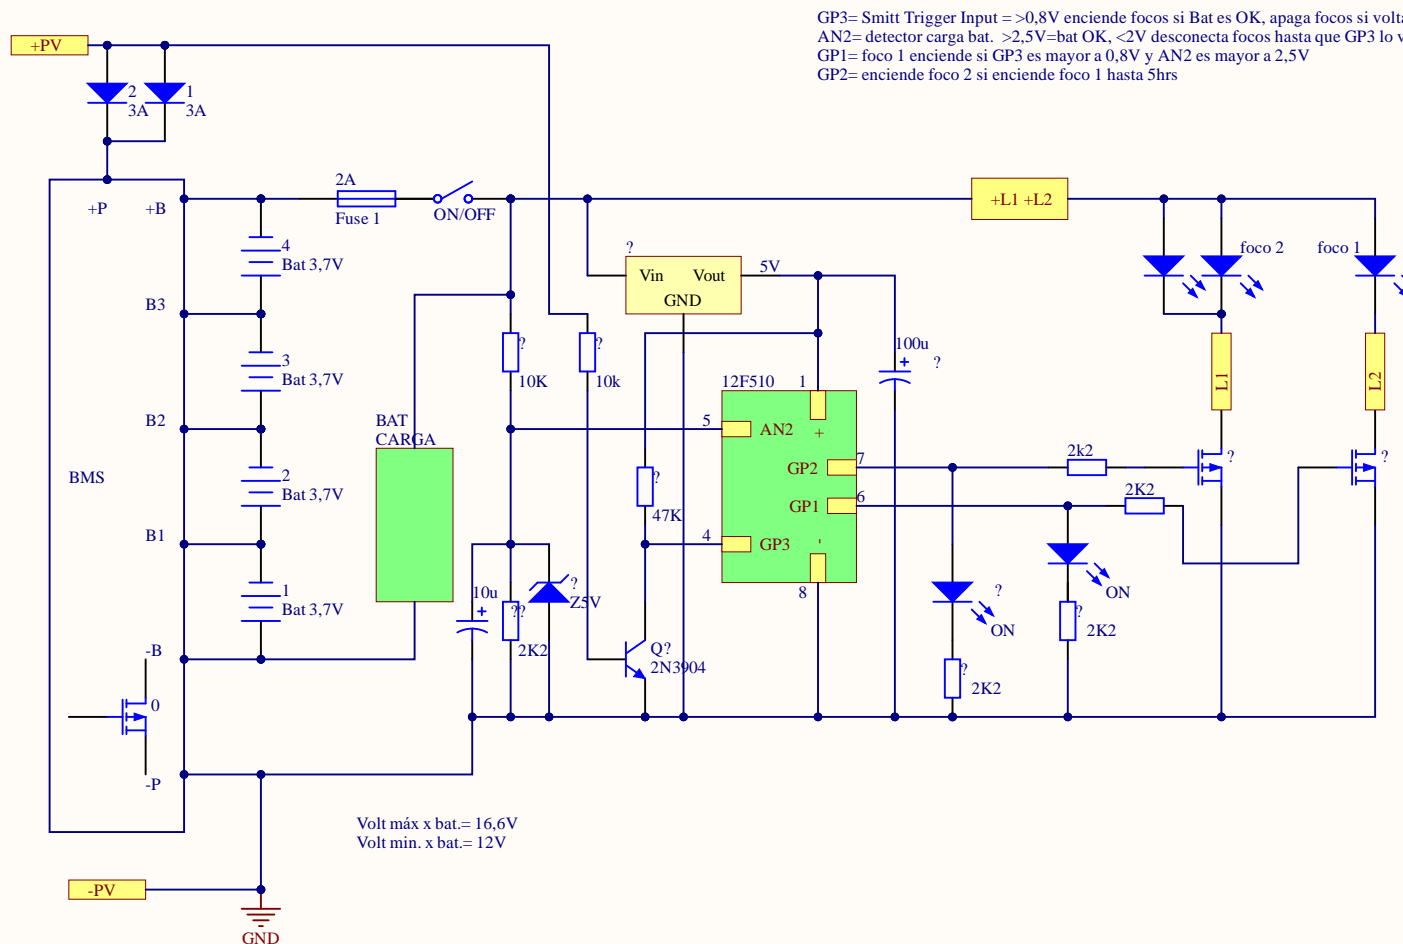 GP3= Smitt Trigger Input = >0,8V enciende focos si Bat es OK, apaga focos si
AN2= detector carga bat. >2,5V=bat OK, <2V desconecta focos hasta que GP3 lo
GP1= foco 1 enciende si GP3 es mayor a 0,8V y AN2 es mayor a 2,5V
GP2= enciende foco 2 si enciende foco 1 hasta 5hrs
+PV
2
3A
1
3A
+P
+B
2A
Fuse 1
ON/OFF
+L1 +L2
4
Bat 3,7V
?
Vin
Vout
GND
5V
foco 2
foco 1
B3
3
Bat 3,7V
?
10K
?
10k
100u
+
?
12F510
1
L1
L2
B2
BAT
CARGA
5
AN2
+
BMS
2
Bat 3,7V
?
47K
GP2
7
2k2
?
?
GP1
6
2K2
B1
4
GP3
-
8
1
Bat 3,7V
10u
+
??
2K2
?
Z5V
?
ON
ON
?
2K2
-B
Q?
2N3904
?
2K2
0
-P
Volt máx x bat.= 16,6V
Volt min. x bat.= 12V
-PV
GND